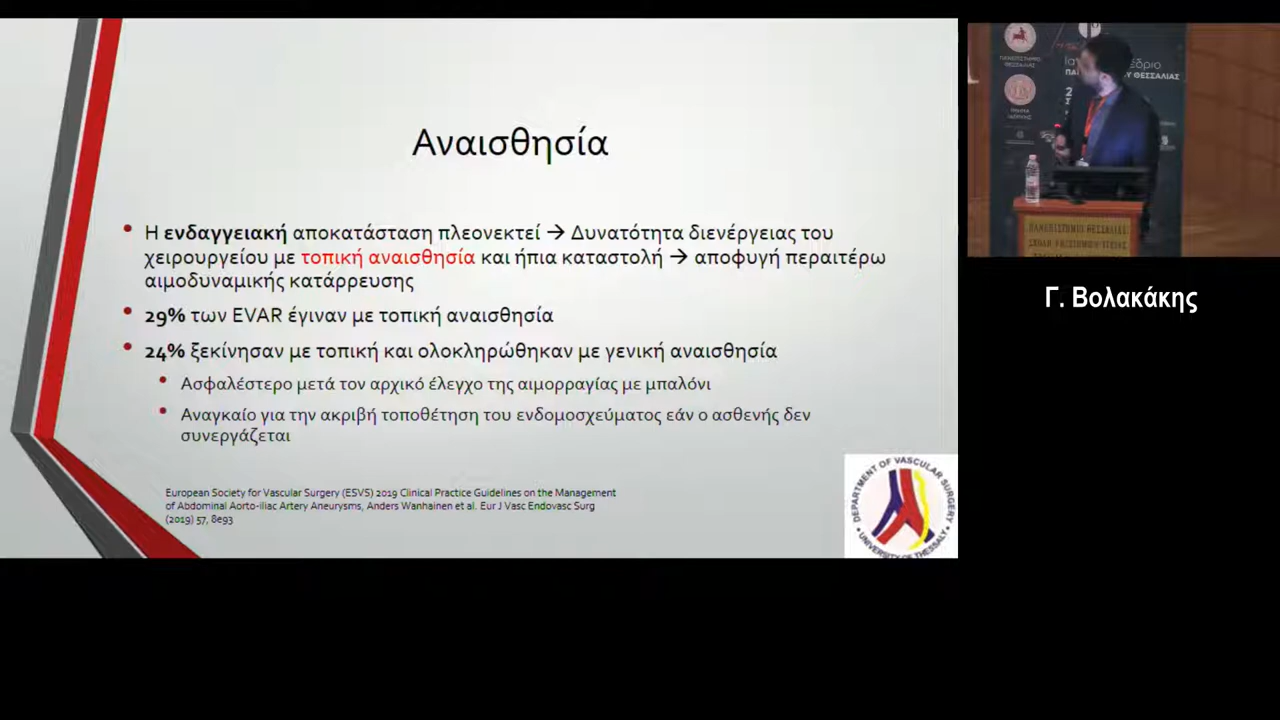 Αναισθησία
• Η ενδαγγειακή αποκατάσταση πλεονεκτεί → Δυνατότητα διενέργειας του
χειρουργείου με τοπική αναισθησία και ήπια καταστολή → αποφυγή περαιτέρω
αιμοδυναμικής κατάρρευσης
• 29% των EVAR έγιναν με τοπική αναισθησία
• 24% ξεκίνησαν με τοπική και ολοκληρώθηκαν με γενική αναισθησία
• Ασφαλέστερο μετά τον αρχικό έλεγχο της αιμορραγίας με μπαλόνι
• Αναγκαίο για την ακριβή τοποθέτηση του ενδομοσχεύματος εάν ο ασθενής δεν
συνεργάζεται
European Society for Vascular Surgery (ESVS) 2019 Clinical Practice Guidelines on the Management
of Abdominal Aorto-iliac Artery Aneurysms, Anders Wanhainen et al. Eur J Vasc Endovasc Surg
(2019) 57, 8e93
DEPARTMENT OF VASCULAR SURGERY
UNIVERSITY OF THESSALY
ΠΑΝΕΠΙΣΤΗΜΙΟ
ΘΕΣΣΑΛΙΑΣ
ΠΑΝΕΠΙΣΤΗΜΙΟ ΘΕΣΣΑΛΙΑΣ
Γ. Βολακάκης